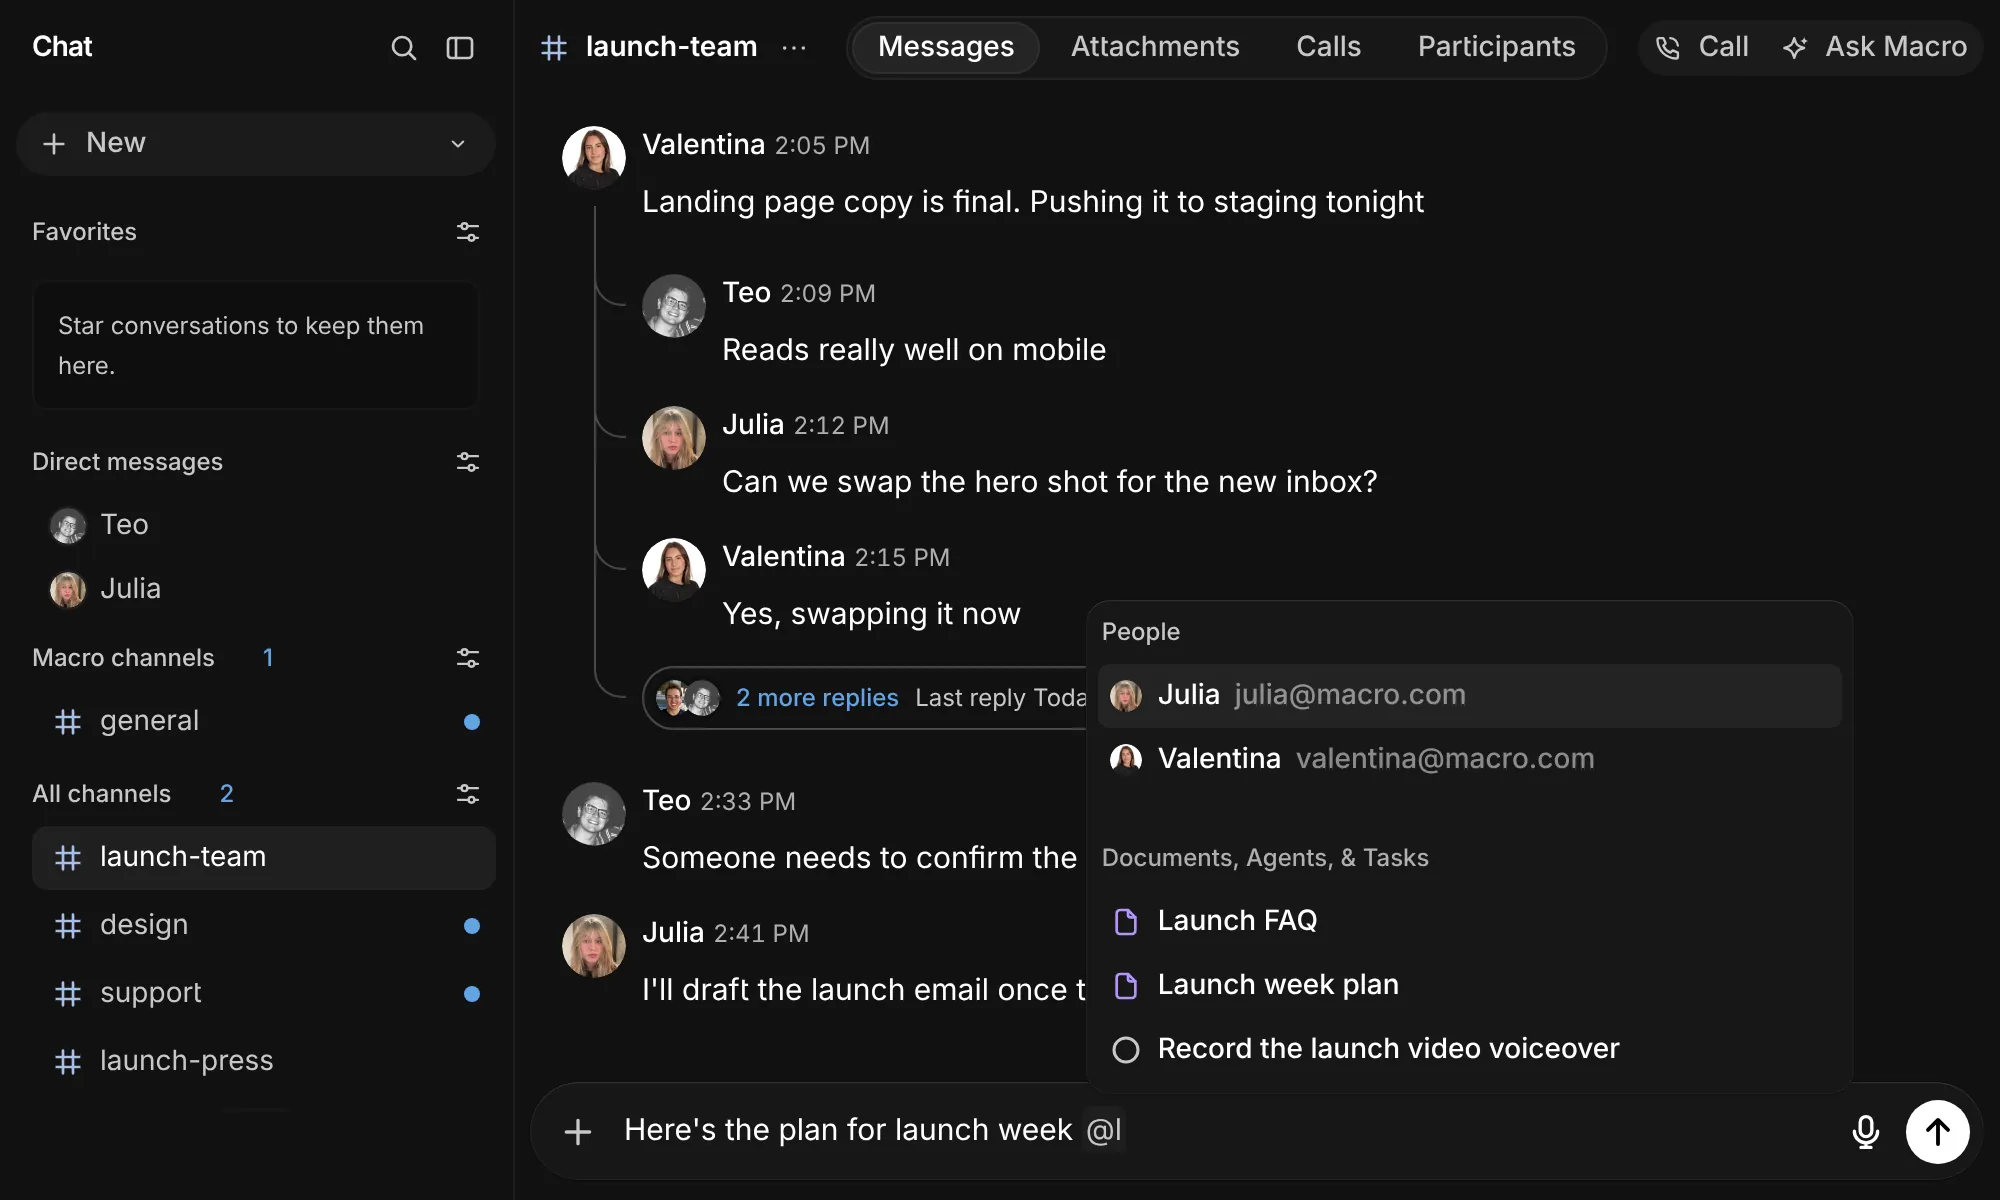 Chat
New
Favorites
Star conversations to keep them
here.
Direct messages
Teo
Julia
Macro channels 1
general
All channels 2
launch-team
design
support
launch-press
launch-team ...
Messages
Attachments
Calls
Participants
Call
Ask Macro
Valentina 2:05 PM
Landing page copy is final. Pushing it to staging tonight
Teo 2:09 PM
Reads really well on mobile
Julia 2:12 PM
Can we swap the hero shot for the new inbox?
Valentina 2:15 PM
Yes, swapping it now
2 more replies Last reply Toda
Teo 2:33 PM
Someone needs to confirm the
Julia 2:41 PM
I'll draft the launch email once t
People
Julia julia@macro.com
Valentina valentina@macro.com
Documents, Agents, & Tasks
Launch FAQ
Launch week plan
Record the launch video voiceover
Here's the plan for launch week @l